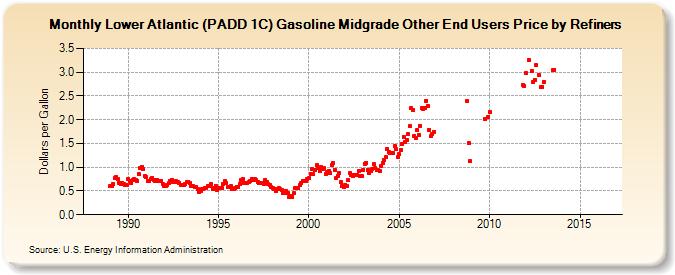 Monthly Lower Atlantic (PADD 1C) Gasoline Midgrade Other End Users Price by Refiners
Dollars per Gallon
3.5
3.0
2.5
2.0
1.5
1.0
0.5
0.0
1990 1995 2000 2005 2010 2015
Source: U.S. Energy Information Administration